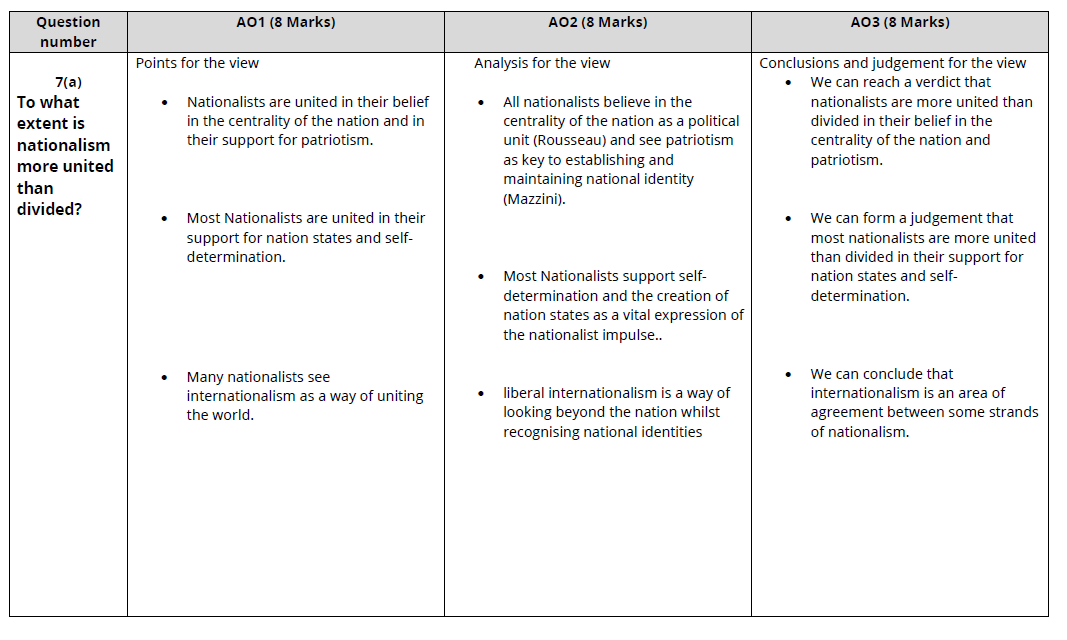 Question
number
AO1 (8 Marks)
AO2 (8 Marks)
AO3 (8 Marks)
7(a)
To what
extent is
nationalism
more united
than
divided?
Points for the view
• Nationalists are united in their belief
in the centrality of the nation and in
their support for patriotism.
• Most Nationalists are united in their
support for nation states and self-
determination.
• Many nationalists see
internationalism as a way of uniting
the world.
Analysis for the view
• All nationalists believe in the
centrality of the nation as a political
unit (Rousseau) and see patriotism
as key to establishing and
maintaining national identity
(Mazzini).
• Most Nationalists support self-
determination and the creation of
nation states as a vital expression of
the nationalist impulse..
• liberal internationalism is a way of
looking beyond the nation whilst
recognising national identities
Conclusions and judgement for the view
• We can reach a verdict that
nationalists are more united than
divided in their belief in the
centrality of the nation and
patriotism.
• We can form a judgement that
most nationalists are more united
than divided in their support for
nation states and self-
determination.
• We can conclude that
internationalism is an area of
agreement between some strands
of nationalism.